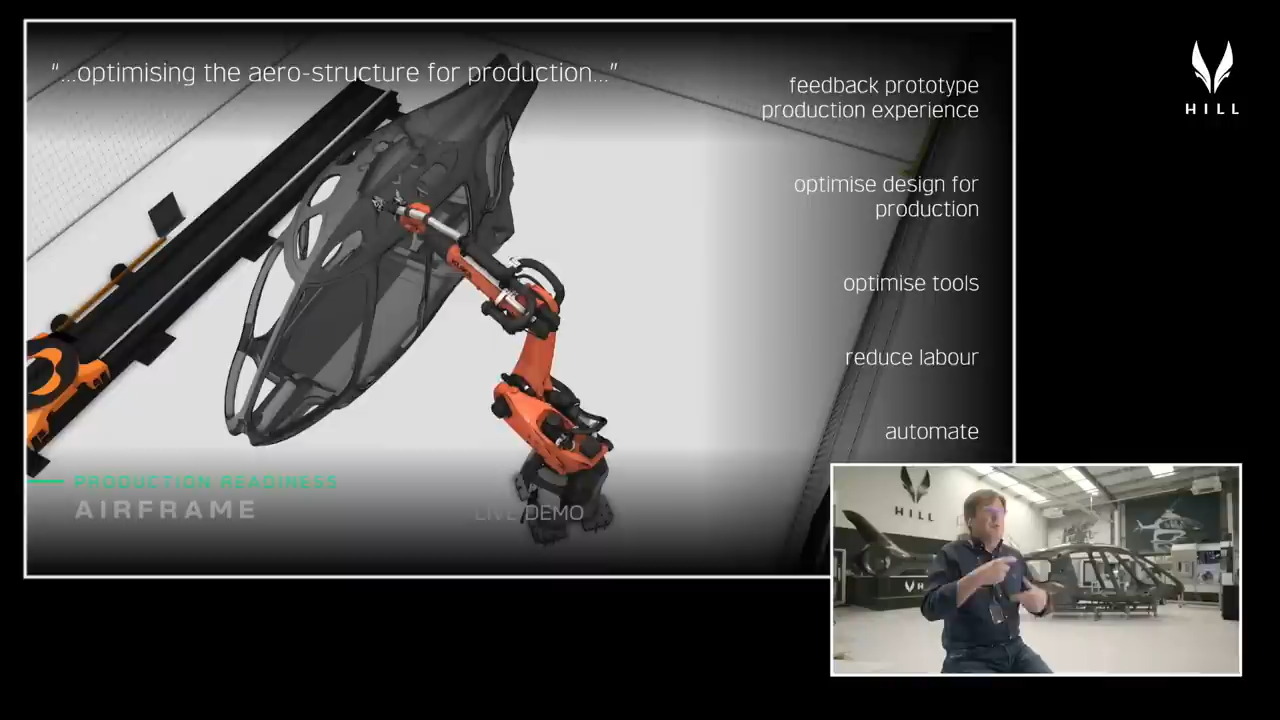 "...optimising the aero-structure for production..."
feedback prototype
production experience
optimise design for
production
optimise tools
reduce labour
automate
PRODUCTION READINESS
AIRFRAME
LIVE DEMO
HILL
HILL